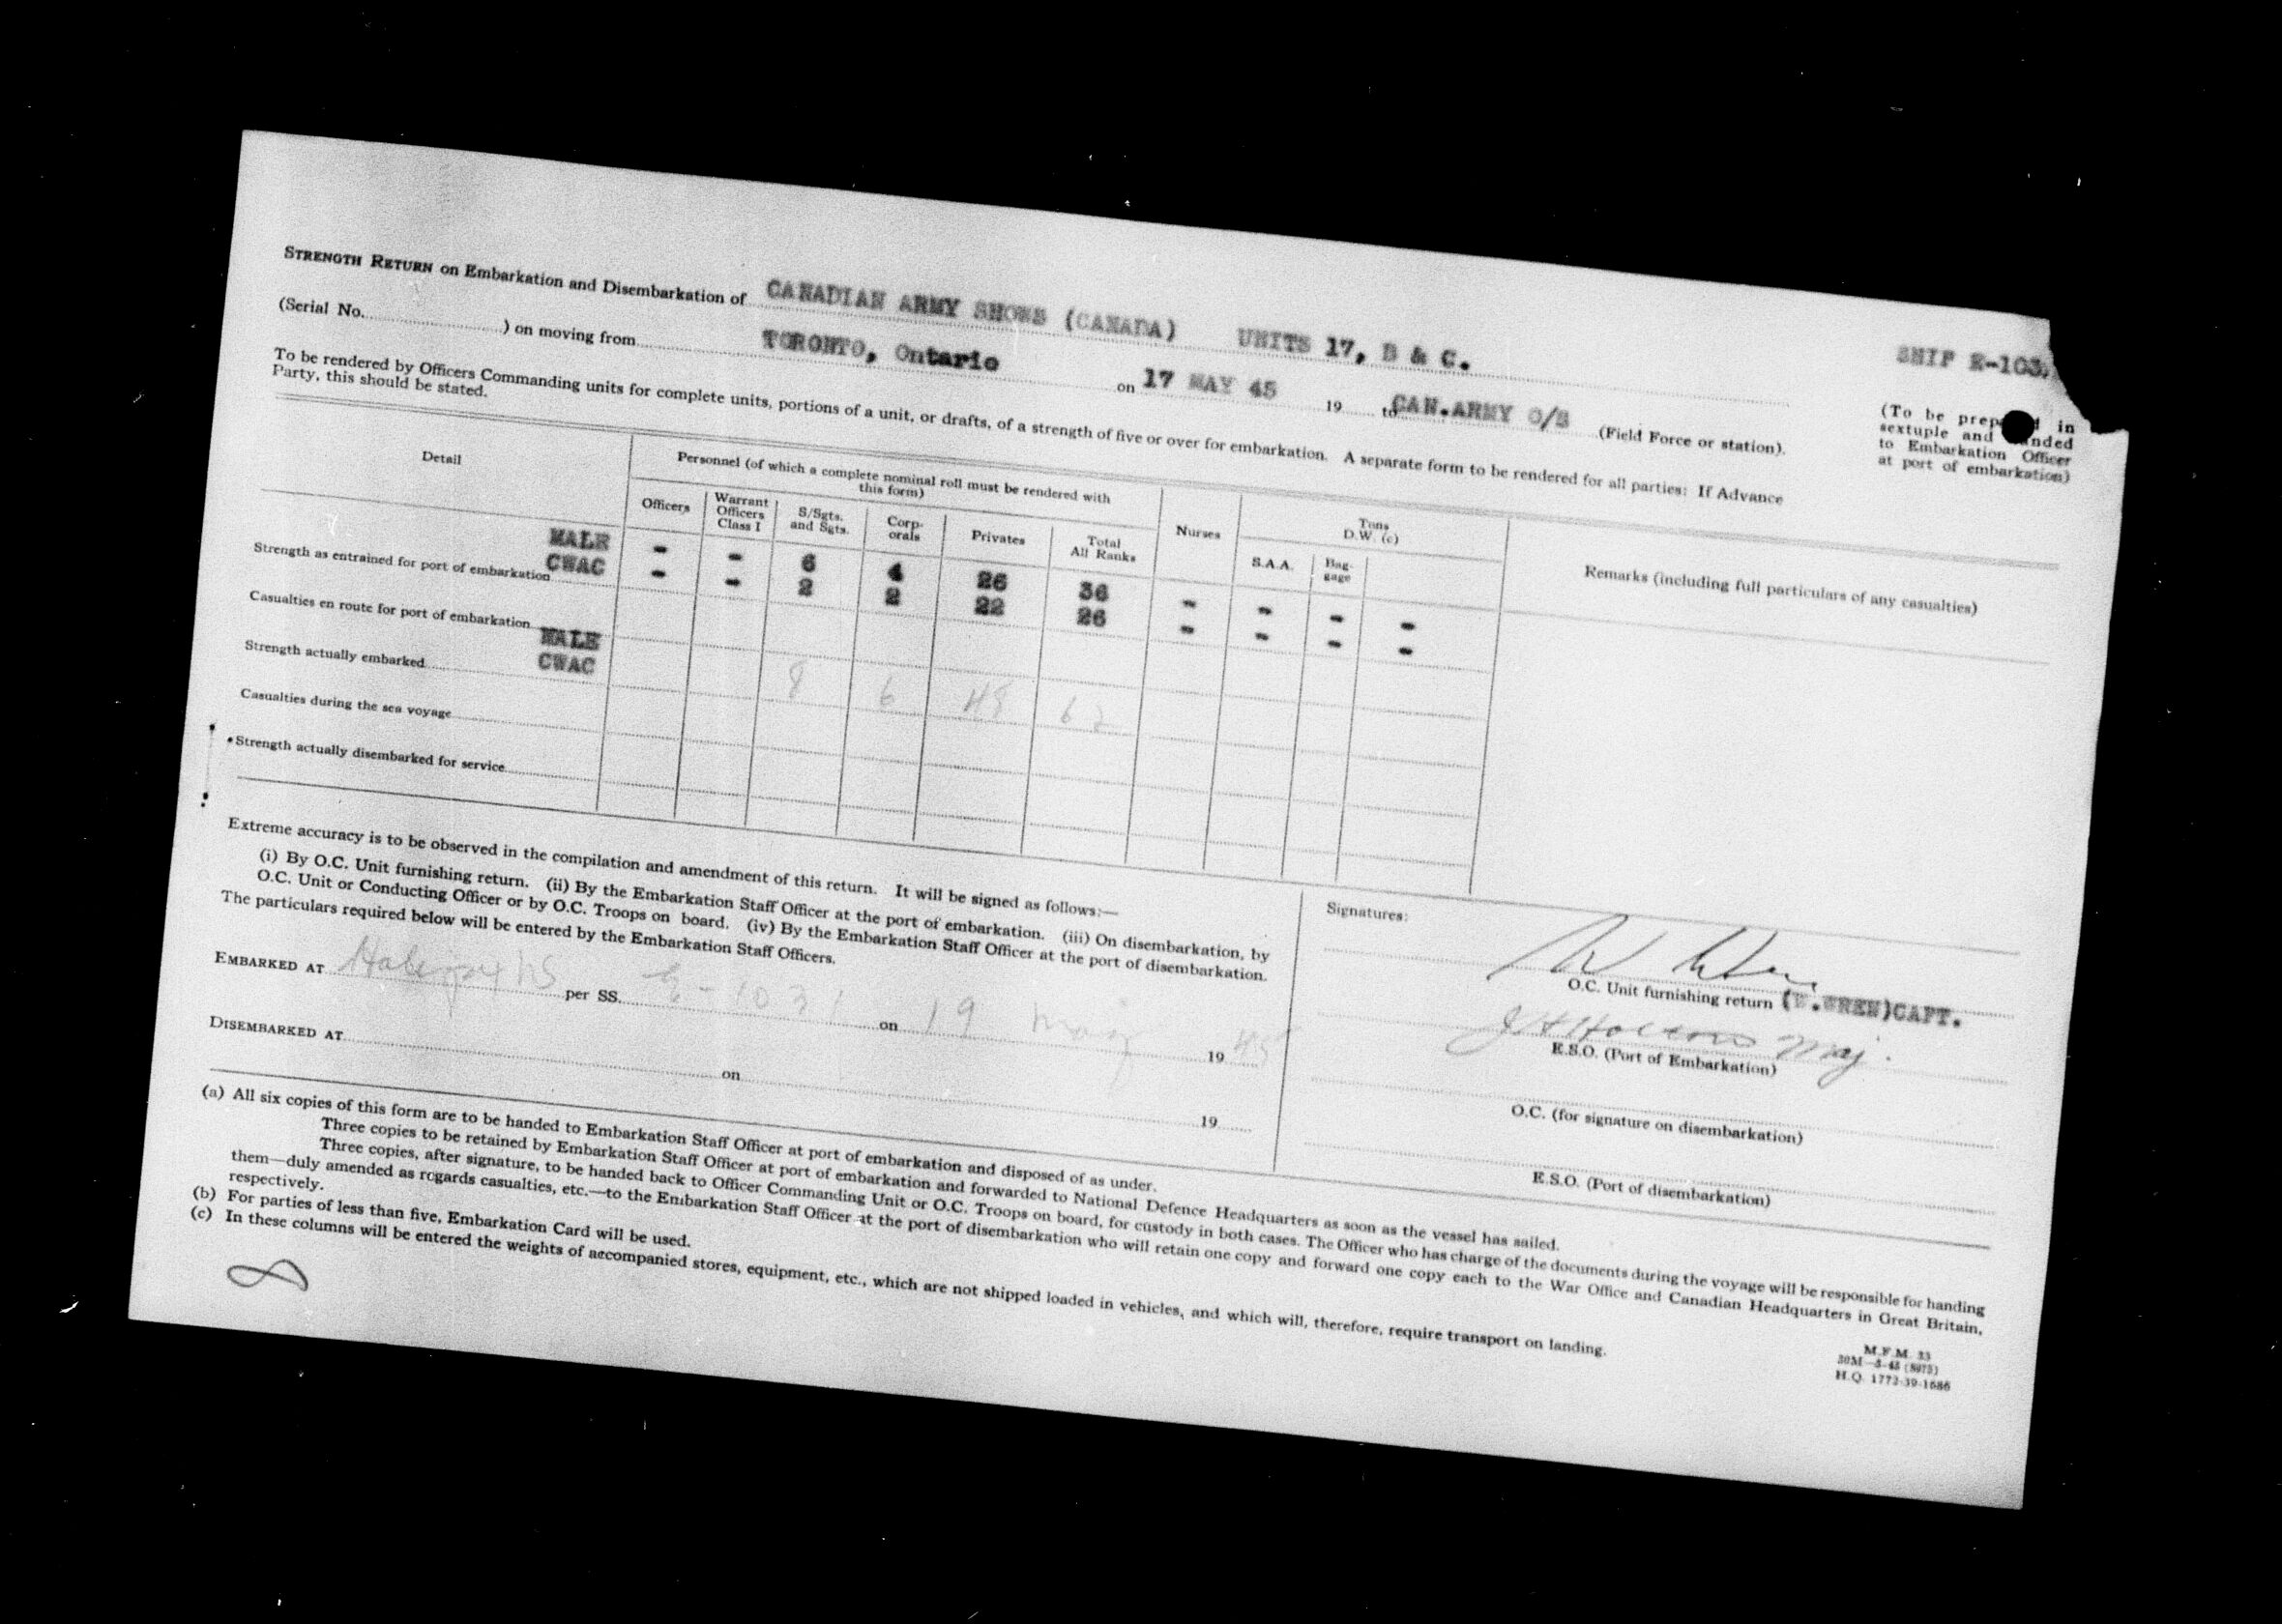 SHIP E-103
STRENGTH RETURN on Embarkation and Disembarkation of CANADIAN ARMY SHOWS (CANADA) UNITS 17, B & C.
(Serial No. ) on moving from TORONTO, Ontario on 17 MAY 45 19 to CAN.ARMY O/S (Field Force or station).
(To be prep d in
sextuple and nded
to Embarkation Officer
at port of embarkation)
To be rendered by Officers Commanding units for complete units, portions of a unit, or drafts, of a strength of five or over for embarkation. A separate form to be rendered for all parties: If Advance
Party, this should be stated.
Detail
Personnel (of which a complete nominal roll must be rendered with
this form)
Officers
Warrant
Officers
Class I
S/Sgts.
and Sgts.
Corp-
orals
Privates
Total
All Ranks
Nurses
Tons
D.W. (c)
S.A.A.
Bag-
gage
Remarks (including full particulars of any casualties)
MALE - - 6 4 26 36 - - - -
Strength as entrained for port of embarkation CWAC - - 2 2 22 26 - - - -
Casualties en route for port of embarkation
MALE
Strength actually embarked CWAC 8 6 48 62
Casualties during the sea voyage
*Strength actually disembarked for service
Extreme accuracy is to be observed in the compilation and amendment of this return. It will be signed as follows:—
(i) By O.C. Unit furnishing return. (ii) By the Embarkation Staff Officer at the port of embarkation. (iii) On disembarkation, by
O.C. Unit or Conducting Officer or by O.C. Troops on board. (iv) By the Embarkation Staff Officer at the port of disembarkation.
The particulars required below will be entered by the Embarkation Staff Officers.
EMBARKED AT Halifax NS per SS. E-1031 on 19 May 19 45
DISEMBARKED AT on 19
Signatures:
W Wren
O.C. Unit furnishing return (W.WREN)CAPT.
Maj.
E.S.O. (Port of Embarkation)
O.C. (for signature on disembarkation)
E.S.O. (Port of disembarkation)
(a) All six copies of this form are to be handed to Embarkation Staff Officer at port of embarkation and disposed of as under.
Three copies to be retained by Embarkation Staff Officer at port of embarkation and forwarded to National Defence Headquarters as soon as the vessel has sailed.
Three copies, after signature, to be handed back to Officer Commanding Unit or O.C. Troops on board, for custody in both cases. The Officer who has charge of the documents during the voyage will be responsible for handing
them—duly amended as regards casualties, etc.—to the Embarkation Staff Officer at the port of disembarkation who will retain one copy and forward one copy each to the War Office and Canadian Headquarters in Great Britain,
respectively.
(b) For parties of less than five, Embarkation Card will be used.
(c) In these columns will be entered the weights of accompanied stores, equipment, etc., which are not shipped loaded in vehicles, and which will, therefore, require transport on landing.
M.F.M. 33
30M—3-43 (8975)
H.Q. 1772-39-1686